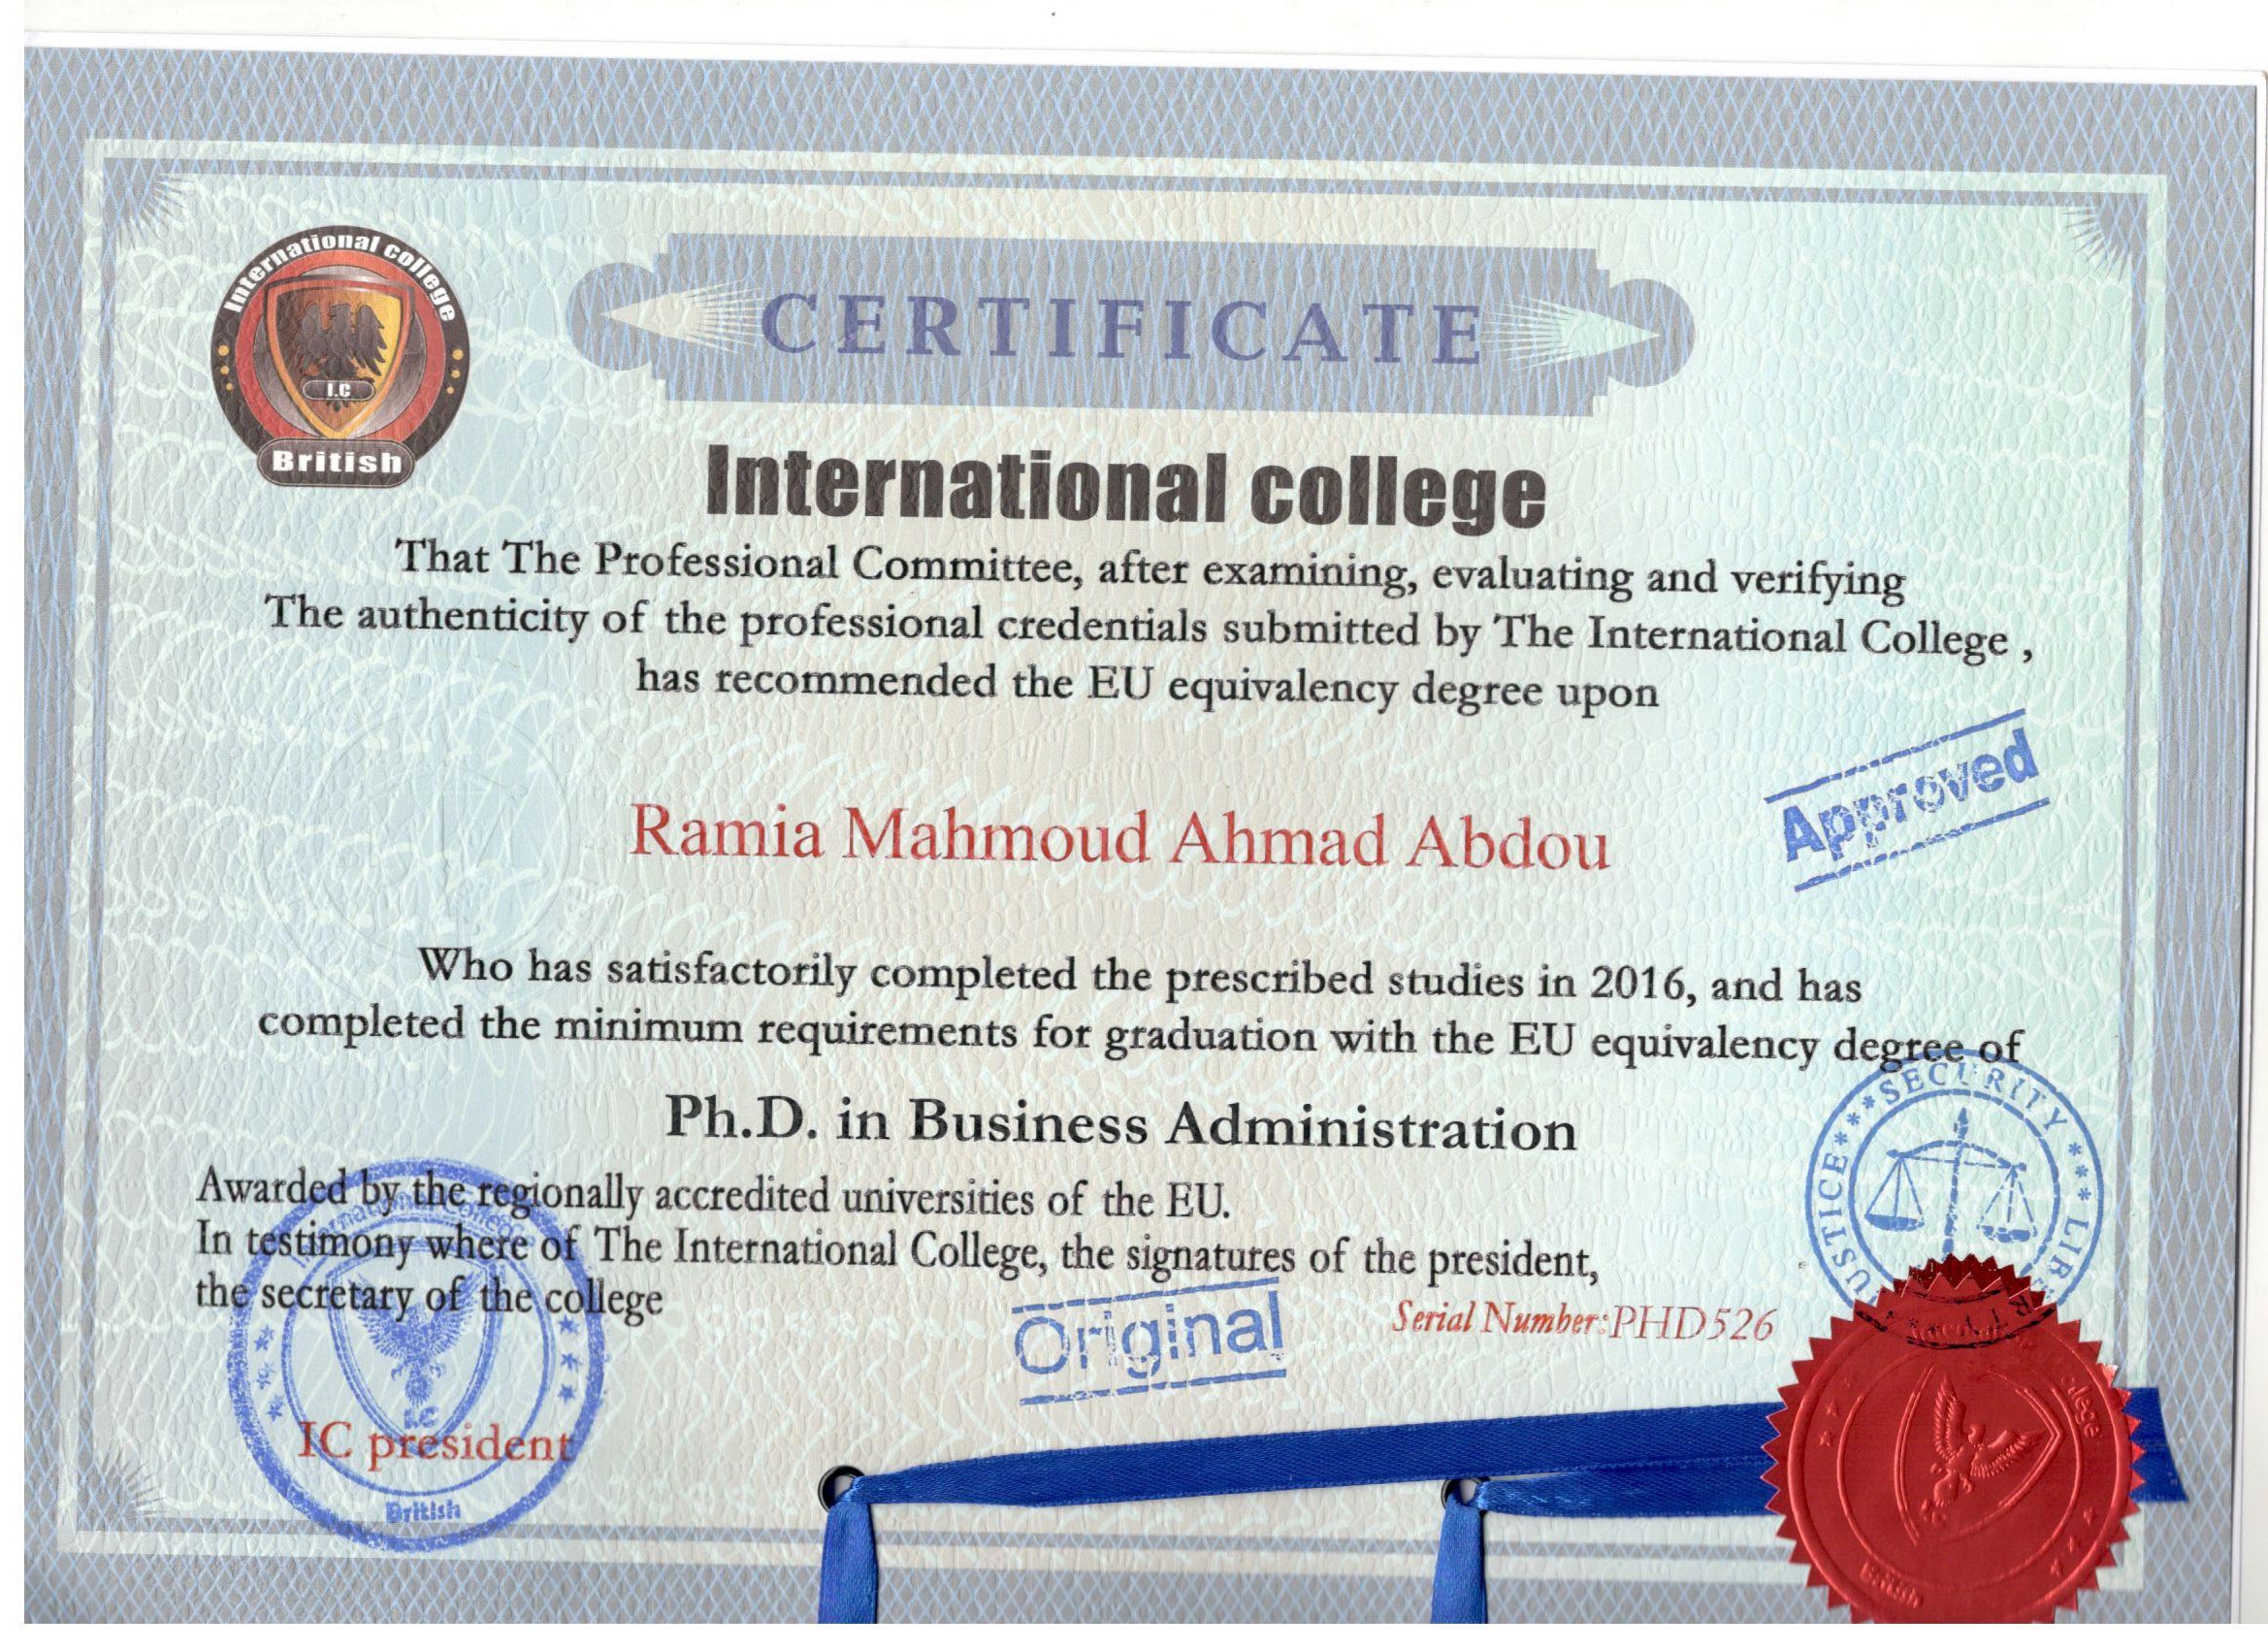 International college
I.C
British
CERTIFICATE
International college
That The Professional Committee, after examining, evaluating and verifying
The authenticity of the professional credentials submitted by The International College ,
has recommended the EU equivalency degree upon
Ramia Mahmoud Ahmad Abdou
Approved
Who has satisfactorily completed the prescribed studies in 2016, and has
completed the minimum requirements for graduation with the EU equivalency degree of
Ph.D. in Business Administration
Awarded by the regionally accredited universities of the EU.
In testimony where of The International College, the signatures of the president,
the secretary of the college
SECURITY
Original
Serial Number:PHD526
International College
I.C
IC president
British
College
British